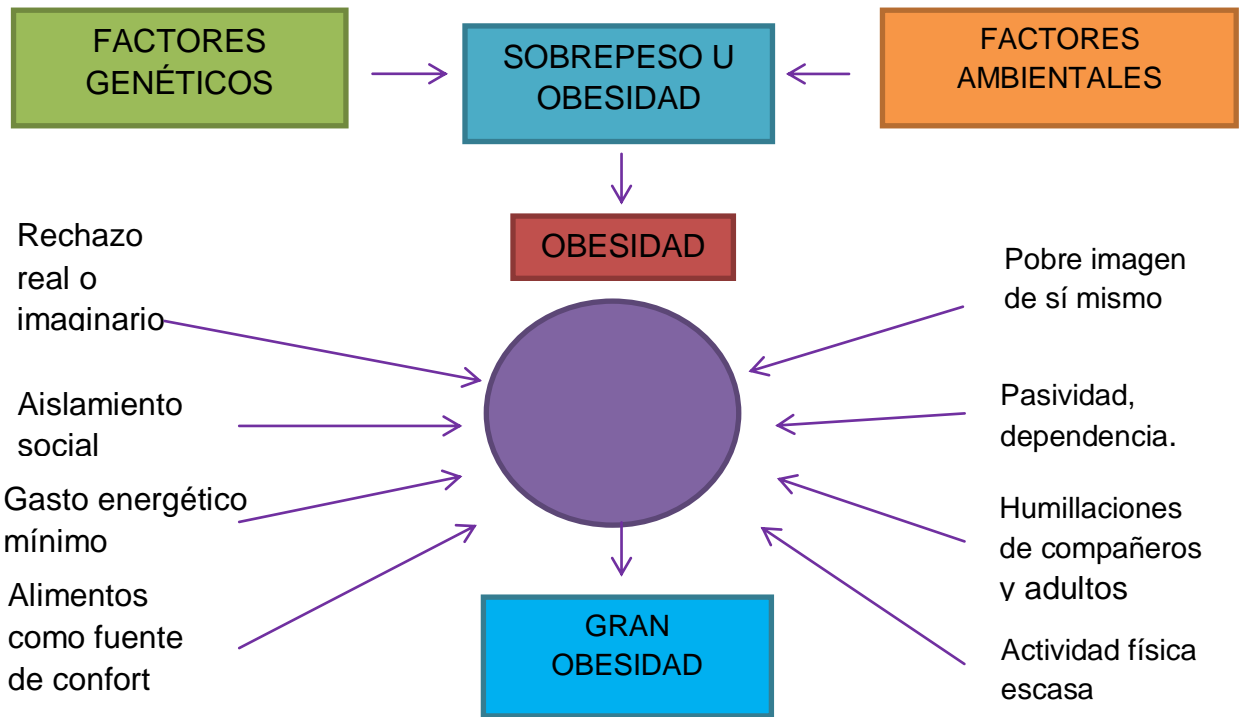 FACTORES
GENÉTICOS
SOBREPESO U
OBESIDAD
FACTORES
AMBIENTALES
OBESIDAD
Rechazo
real o
imaginario
Aislamiento
social
Gasto energético
mínimo
Alimentos
como fuente
de confort
Pobre imagen
de sí mismo
Pasividad,
dependencia.
Humillaciones
de compañeros
y adultos
Actividad física
escasa
GRAN
OBESIDAD